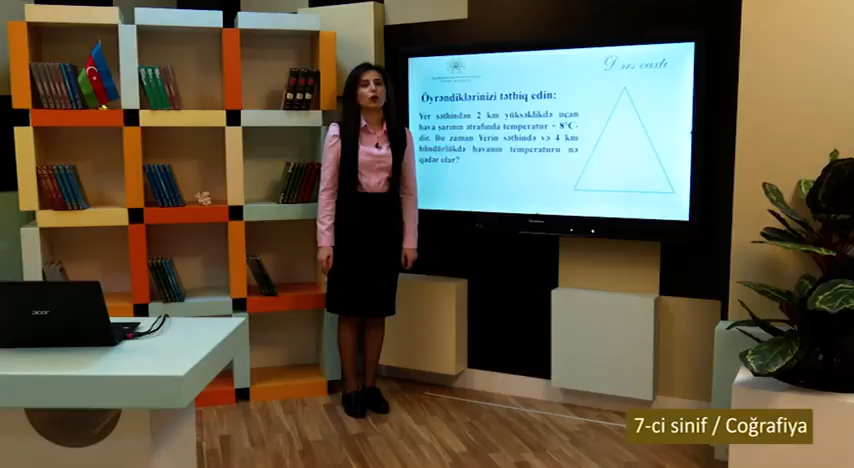 Dərs vaxtı
Öyrəndiklərinizi tətbiq edin:
Yer səthindən 2 km yüksəklikdə uçan
hava şarının ətrafında temperatur - 8°C-
dir. Bu zaman Yerin səthində və 4 km
hündürlükdə havanın temperaturu nə
qədər olar?
acer
7-ci sinif / Coğrafiya